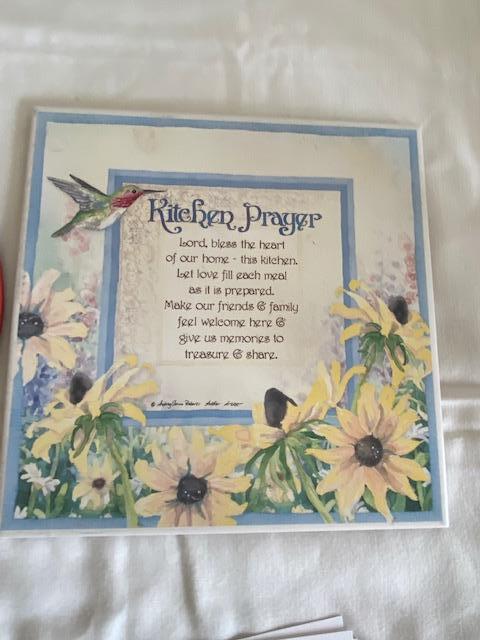 Kitchen Prayer
Lord, bless the heart
of our home - this kitchen.
Let love fill each meal
as it is prepared.
Make our friends & family
feel welcome here &
give us memories to
treasure & share.
©